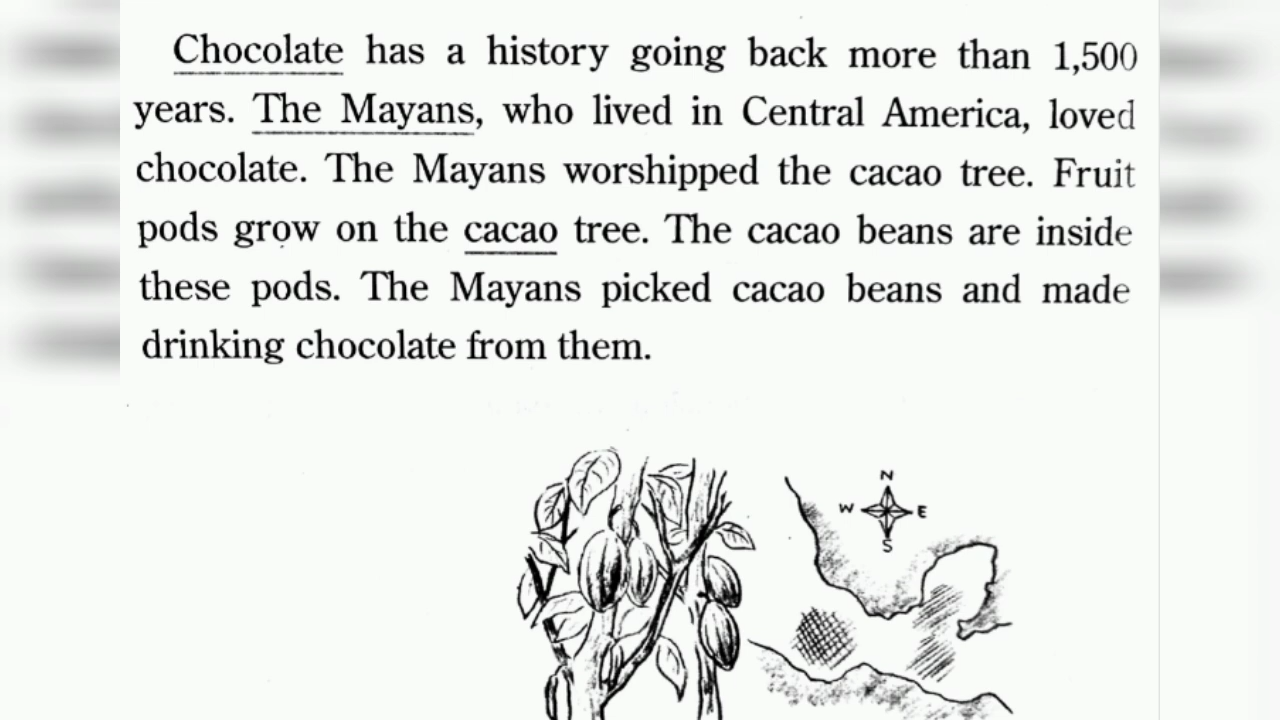 Chocolate has a history going back more than 1,500
years. The Mayans, who lived in Central America, loved
chocolate. The Mayans worshipped the cacao tree. Fruit
pods grow on the cacao tree. The cacao beans are inside
these pods. The Mayans picked cacao beans and made
drinking chocolate from them.
N
W E
S